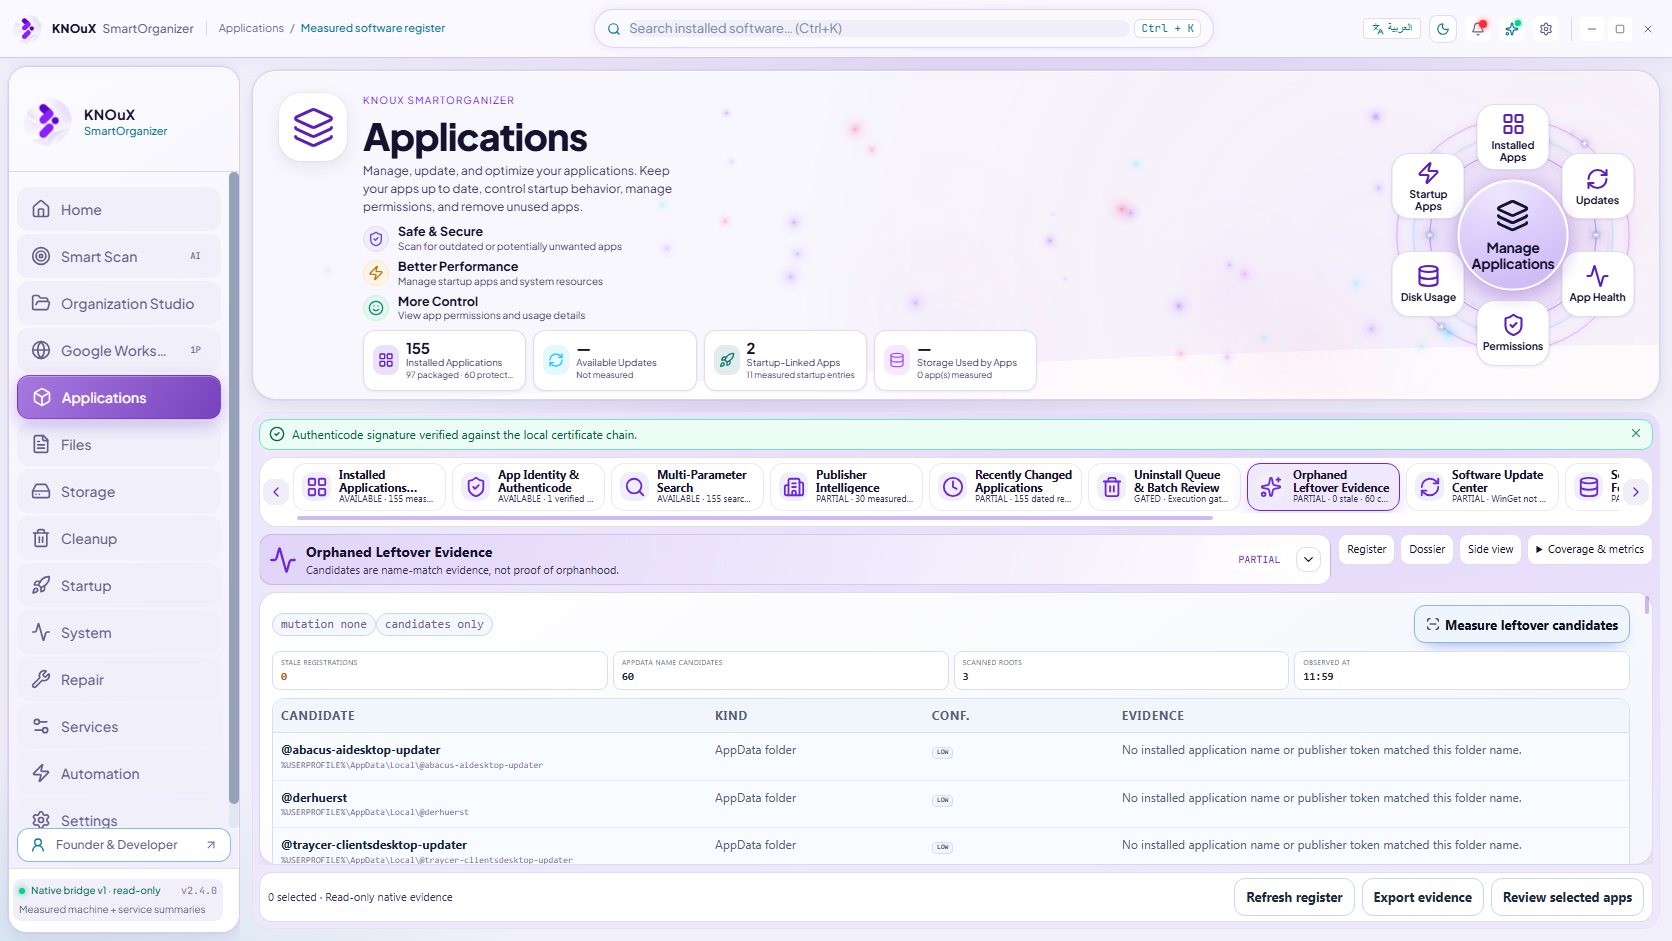 KNOuX SmartOrganizer
Applications / Measured software register
Search installed software... (Ctrl+K)
Ctrl + K
العربية
KNOuX
SmartOrganizer
Home
Smart Scan AI
Organization Studio
Google Works... 1P
Applications
Files
Storage
Cleanup
Startup
System
Repair
Services
Automation
Settings
Founder & Developer
Native bridge v1 · read-only v2.4.0
Measured machine + service summaries
KNOUX SMARTORGANIZER
Applications
Manage, update, and optimize your applications. Keep
your apps up to date, control startup behavior, manage
permissions, and remove unused apps.
Safe & Secure
Scan for outdated or potentially unwanted apps
Better Performance
Manage startup apps and system resources
More Control
View app permissions and usage details
155
Installed Applications
97 packaged · 60 protect...
—
Available Updates
Not measured
2
Startup-Linked Apps
11 measured startup entries
—
Storage Used by Apps
0 app(s) measured
Installed
Apps
Startup
Apps
Updates
Manage
Applications
Disk Usage
App Health
Permissions
Authenticode signature verified against the local certificate chain.
Installed
Applications...
AVAILABLE · 155 meas...
App Identity &
Authenticode
AVAILABLE · 1 verified ...
Multi-Parameter
Search
AVAILABLE · 155 searc...
Publisher
Intelligence
PARTIAL · 30 measured...
Recently Changed
Applications
PARTIAL · 155 dated re...
Uninstall Queue
& Batch Review
GATED · Execution gat...
Orphaned
Leftover Evidence
PARTIAL · 0 stale · 60 c...
Software Update
Center
PARTIAL · WinGet not ...
Orphaned Leftover Evidence
Candidates are name-match evidence, not proof of orphanhood.
PARTIAL
Register
Dossier
Side view
Coverage & metrics
mutation none
candidates only
Measure leftover candidates
STALE REGISTRATIONS
0
APPDATA NAME CANDIDATES
60
SCANNED ROOTS
3
OBSERVED AT
11:59
CANDIDATE KIND CONF. EVIDENCE
@abacus-aidesktop-updater AppData folder LOW No installed application name or publisher token matched this folder name.
%USERPROFILE%\AppData\Local\@abacus-aidesktop-updater
@derhuerst AppData folder LOW No installed application name or publisher token matched this folder name.
%USERPROFILE%\AppData\Local\@derhuerst
@traycer-clientsdesktop-updater AppData folder LOW No installed application name or publisher token matched this folder name.
%USERPROFILE%\AppData\Local\@traycer-clientsdesktop-updater
0 selected · Read-only native evidence
Refresh register
Export evidence
Review selected apps